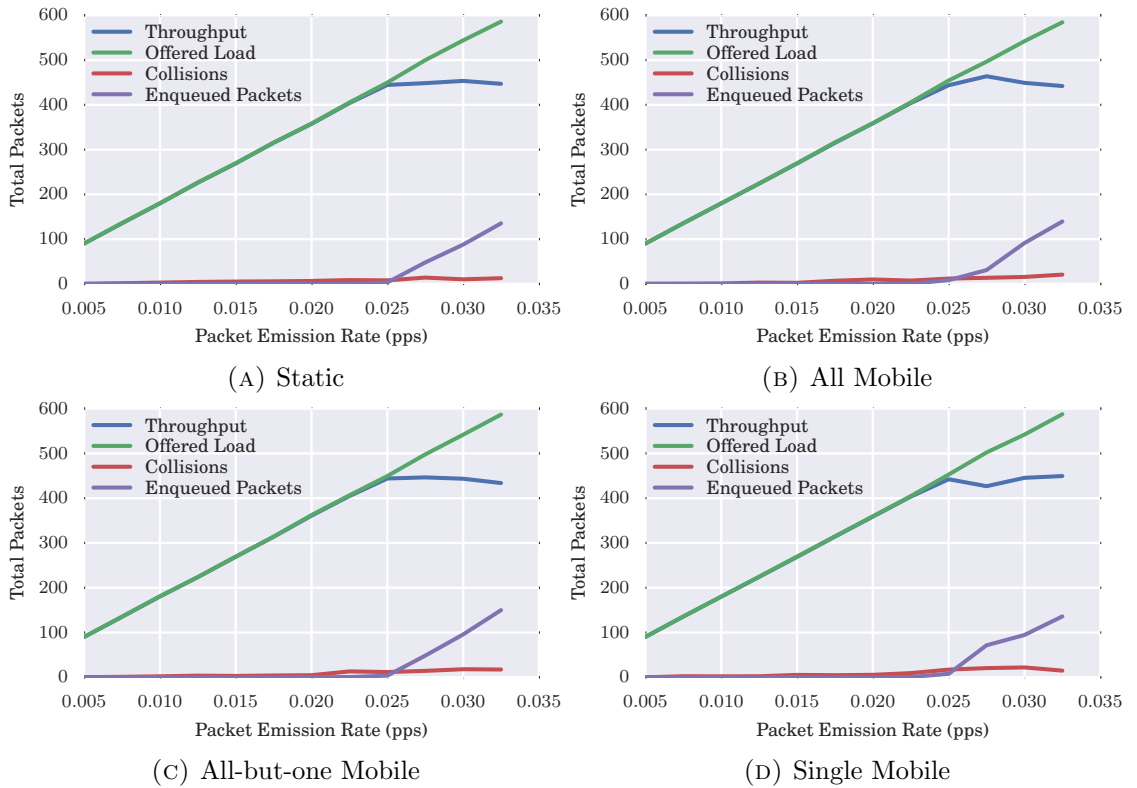 600
500
400
300
200
100
0
Total Packets
Throughput
Offered Load
Collisions
Enqueued Packets
0.005 0.010 0.015 0.020 0.025 0.030 0.035
Packet Emission Rate (pps)
(A) Static
600
500
400
300
200
100
0
Total Packets
Throughput
Offered Load
Collisions
Enqueued Packets
0.005 0.010 0.015 0.020 0.025 0.030 0.035
Packet Emission Rate (pps)
(B) All Mobile
600
500
400
300
200
100
0
Total Packets
Throughput
Offered Load
Collisions
Enqueued Packets
0.005 0.010 0.015 0.020 0.025 0.030 0.035
Packet Emission Rate (pps)
(C) All-but-one Mobile
600
500
400
300
200
100
0
Total Packets
Throughput
Offered Load
Collisions
Enqueued Packets
0.005 0.010 0.015 0.020 0.025 0.030 0.035
Packet Emission Rate (pps)
(D) Single Mobile